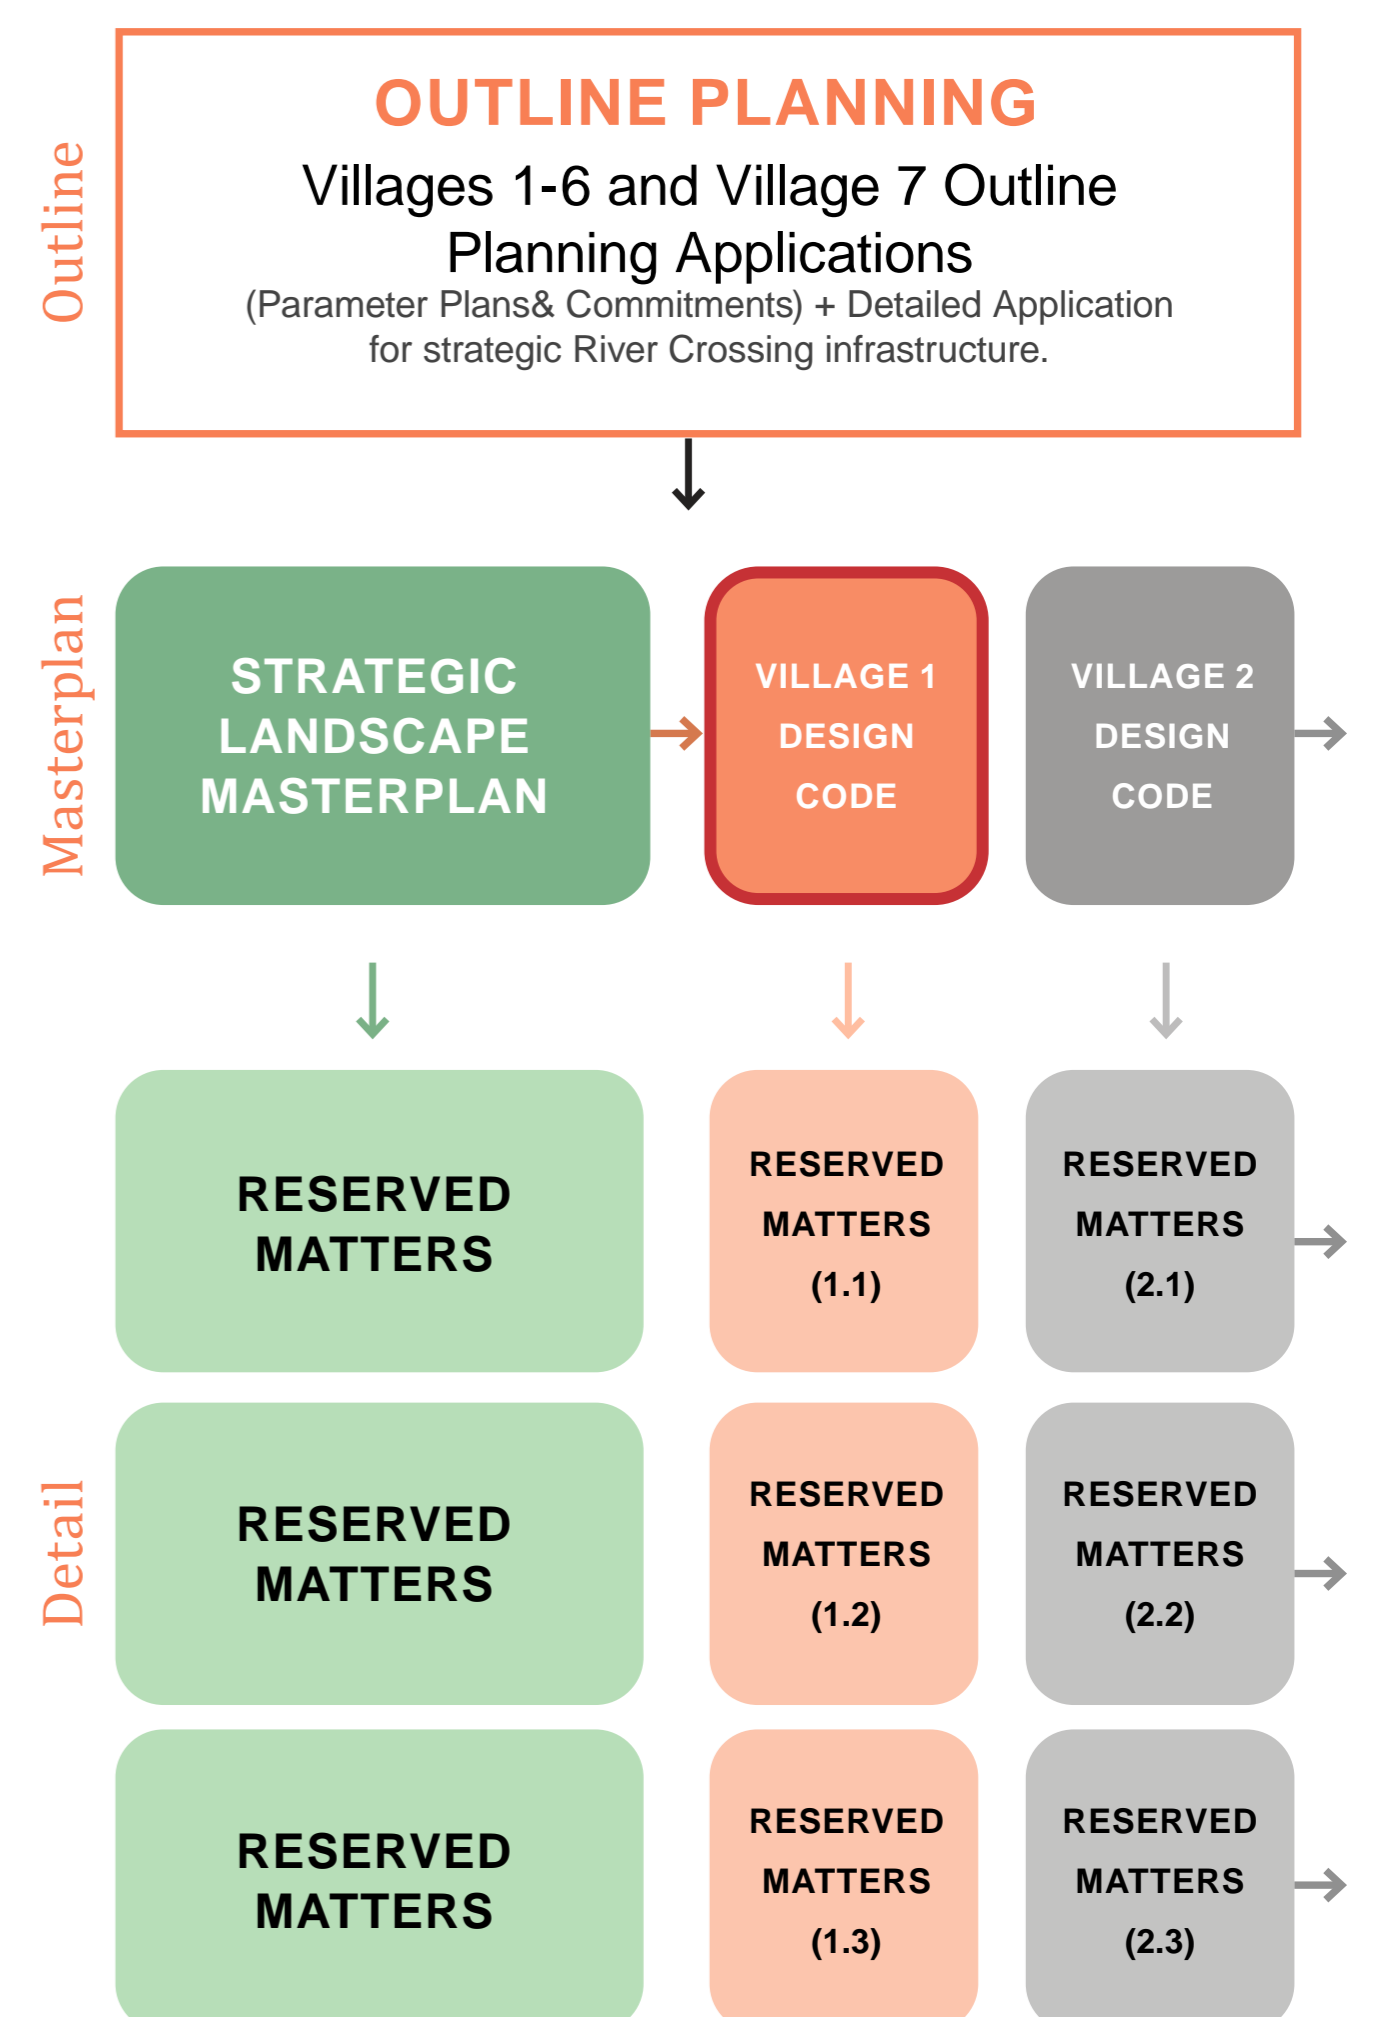 Outline
OUTLINE PLANNING
Villages 1-6 and Village 7 Outline
Planning Applications
(Parameter Plans& Commitments) + Detailed Application
for strategic River Crossing infrastructure.
Masterplan
STRATEGIC
LANDSCAPE
MASTERPLAN
VILLAGE 1
DESIGN
CODE
VILLAGE 2
DESIGN
CODE
Detail
RESERVED
MATTERS
RESERVED
MATTERS
(1.1)
RESERVED
MATTERS
(2.1)
RESERVED
MATTERS
RESERVED
MATTERS
(1.2)
RESERVED
MATTERS
(2.2)
RESERVED
MATTERS
RESERVED
MATTERS
(1.3)
RESERVED
MATTERS
(2.3)